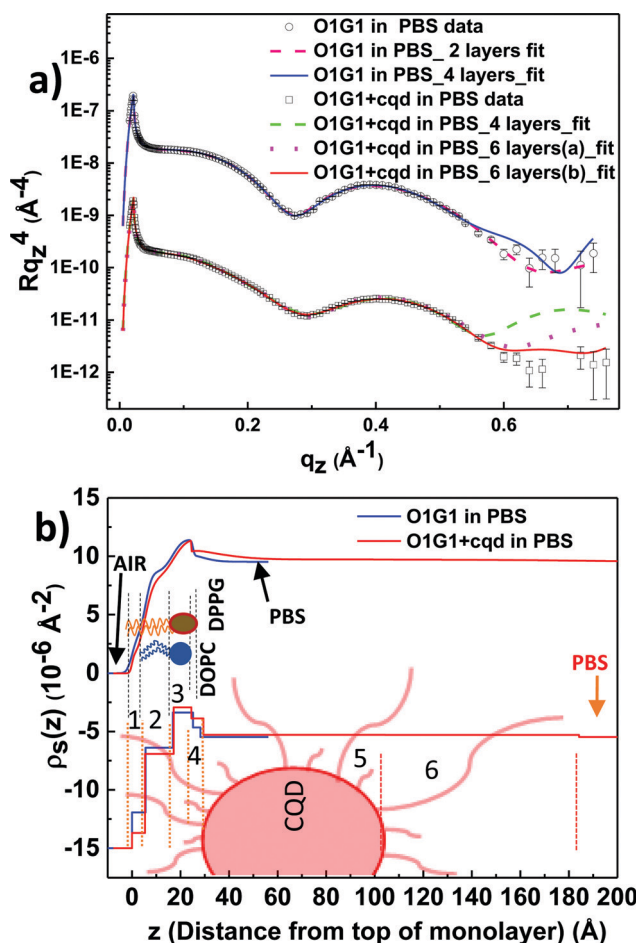 a)
Rq_z^4 (Å^-4)
1E-6
1E-7
1E-8
1E-9
1E-10
1E-11
1E-12
O1G1 in PBS data
O1G1 in PBS_ 2 layers fit
O1G1 in PBS_4 layers_fit
O1G1+cqd in PBS data
O1G1+cqd in PBS_4 layers_fit
O1G1+cqd in PBS_6 layers(a)_fit
O1G1+cqd in PBS_6 layers(b)_fit
0.0 0.2 0.4 0.6
q_z (Å^-1)
b)
ρ_s(z) (10^-6 Å^-2)
15
10
5
0
-5
-10
-15
O1G1 in PBS
O1G1+cqd in PBS
AIR
PBS
DPPG
DOPC
PBS
1 2 3 4 5 6
CQD
0 20 40 60 80 100 120 140 160 180 200
z (Distance from top of monolayer) (Å)